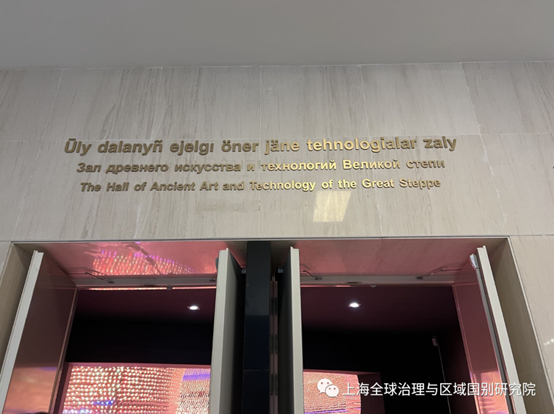 Ūly dalanyñ ejelgı öner jäne tehnologialar zaly
Зал древнего искусства и технологий Великой степи
The Hall of Ancient Art and Technology of the Great Steppe
上海全球治理与区域国别研究院